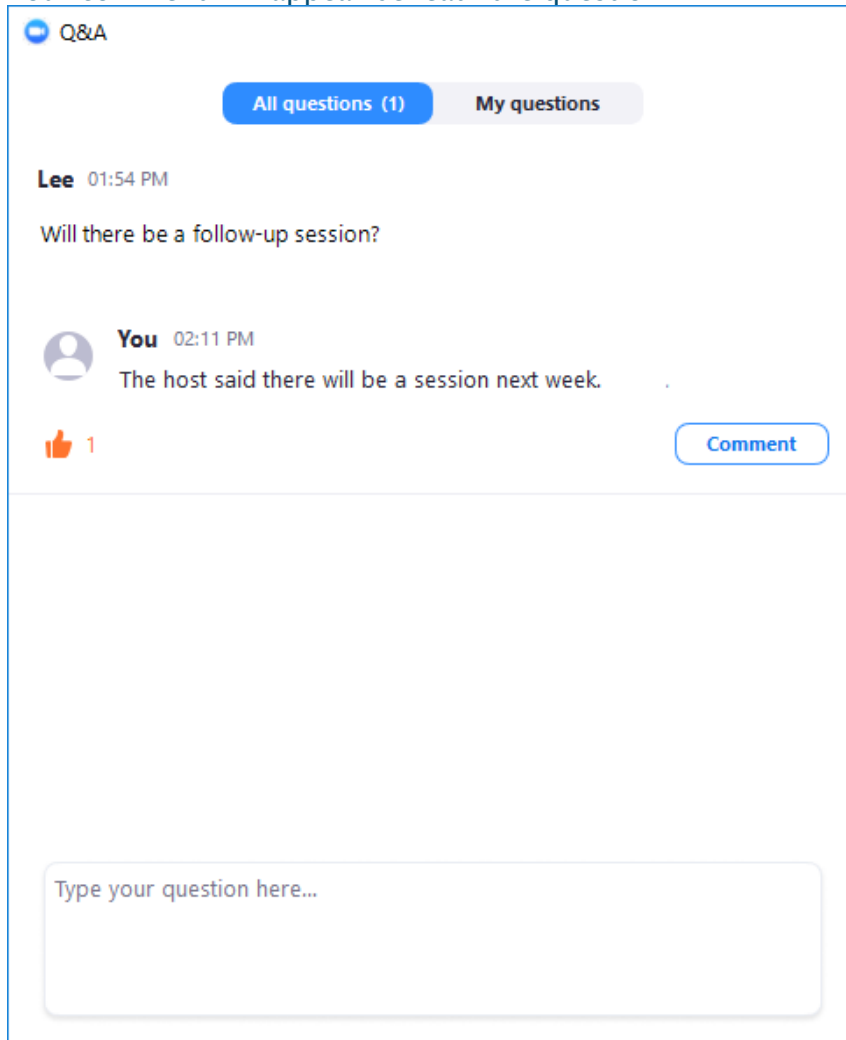 Q&A
All questions (1) My questions
Lee 01:54 PM
Will there be a follow-up session?
You 02:11 PM
The host said there will be a session next week.
1
Comment
Type your question here...